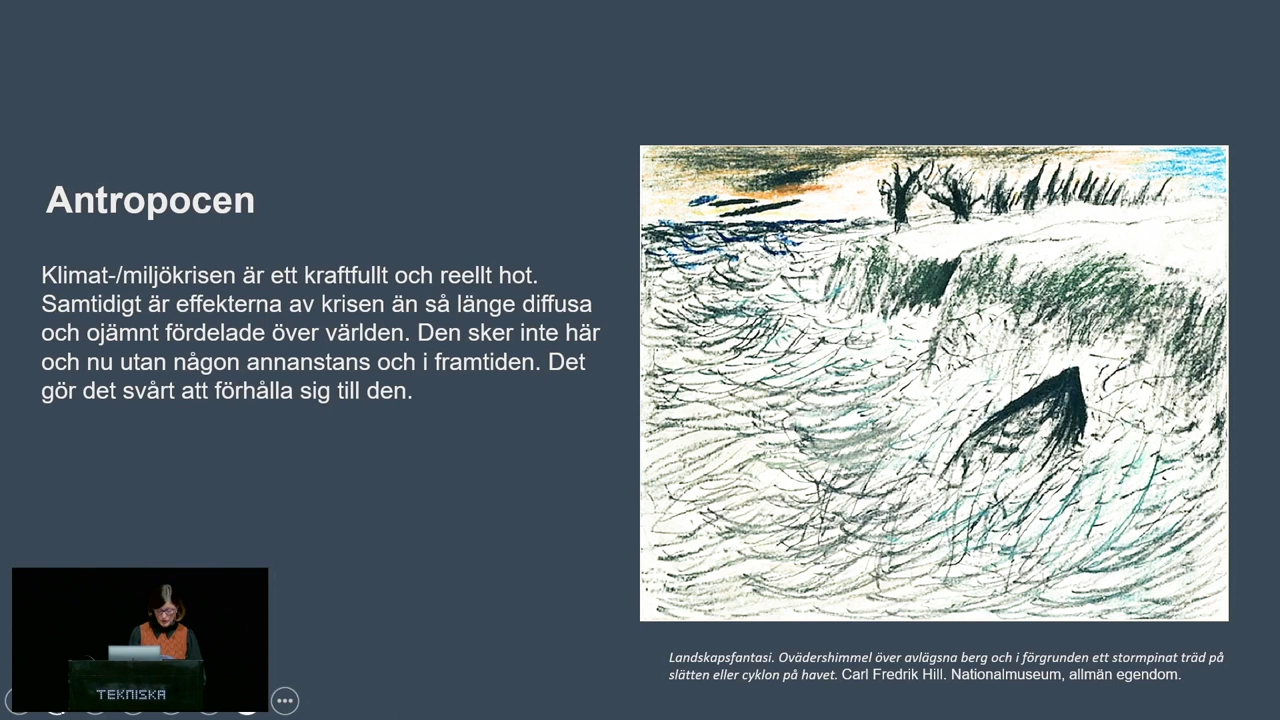 Antropocen
Klimat-/miljökrisen är ett kraftfullt och reellt hot.
Samtidigt är effekterna av krisen än så länge diffusa
och ojämnt fördelade över världen. Den sker inte här
och nu utan någon annanstans och i framtiden. Det
gör det svårt att förhålla sig till den.
Landskapsfantasi. Ovädershimmel över avlägsna berg och i förgrunden ett stormpinat träd på
slätten eller cyklon på havet. Carl Fredrik Hill. Nationalmuseum, allmän egendom.
TEKNISKA